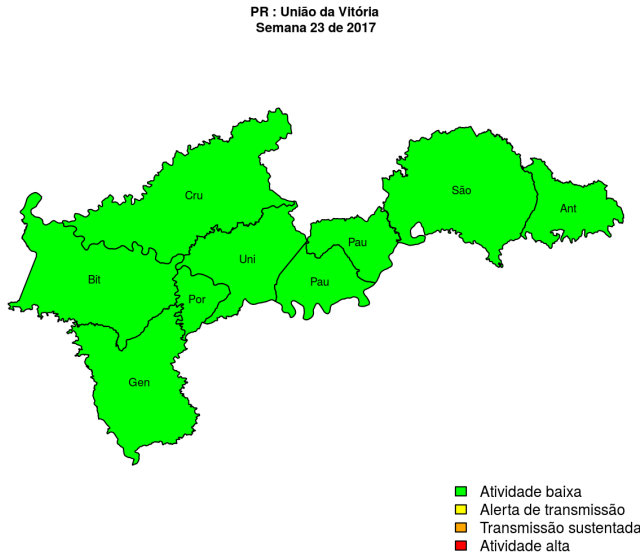 PR : União da Vitória
Semana 23 de 2017
Cru
São
Ant
Pau
Uni
Bit
Pau
Por
Gen
Atividade baixa
Alerta de transmissão
Transmissão sustentada
Atividade alta